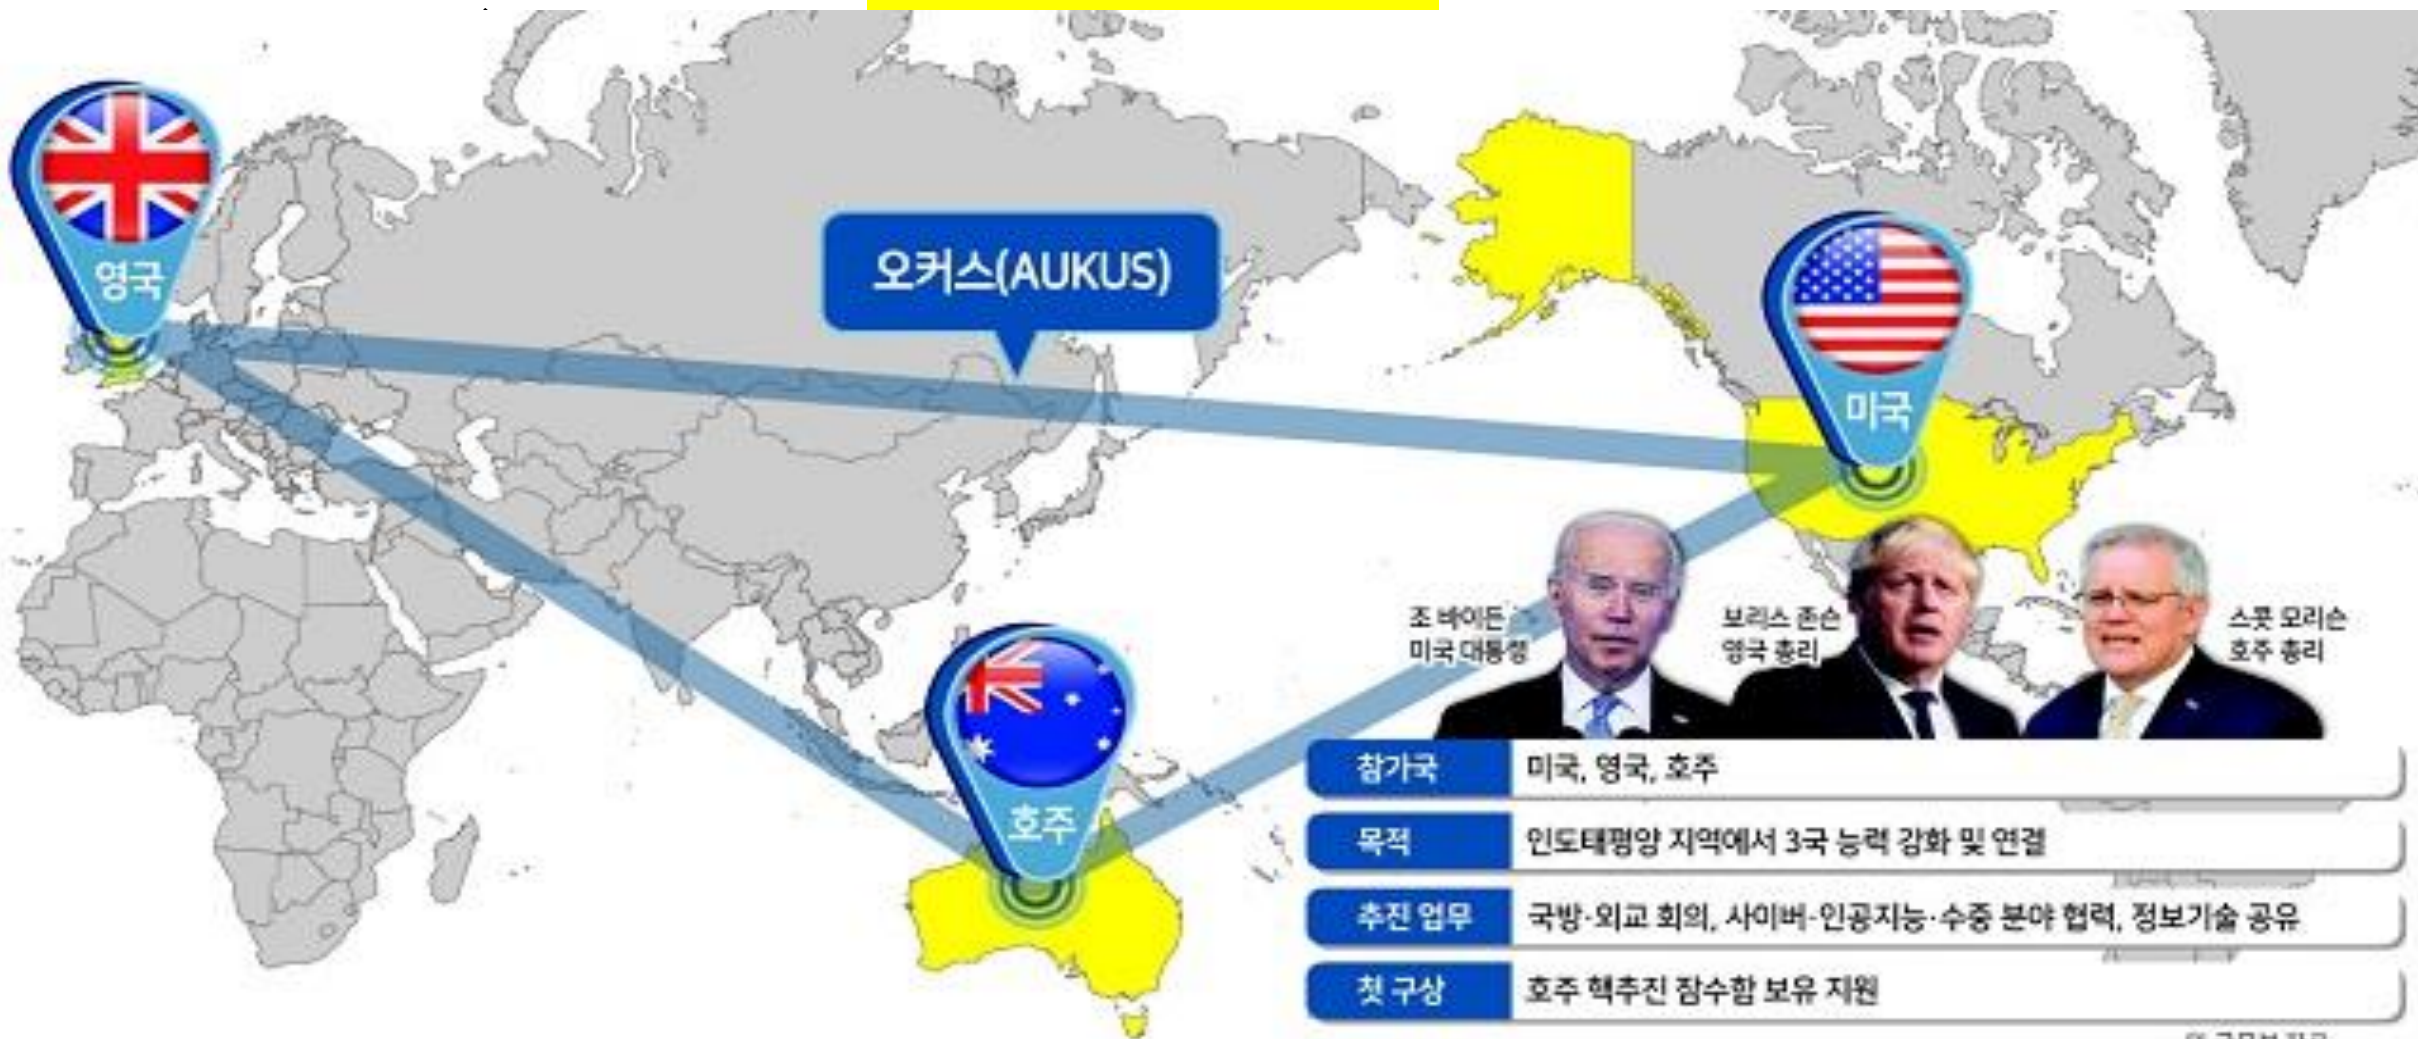 영국
오커스(AUKUS)
미국
호주
조 바이든
미국 대통령
보리스 존슨
영국 총리
스콧 모리슨
호주 총리
참가국 미국, 영국, 호주
목적 인도태평양 지역에서 3국 능력 강화 및 연결
추진 업무 국방·외교 회의, 사이버·인공지능·수중 분야 협력, 정보기술 공유
첫 구상 호주 핵추진 잠수함 보유 지원